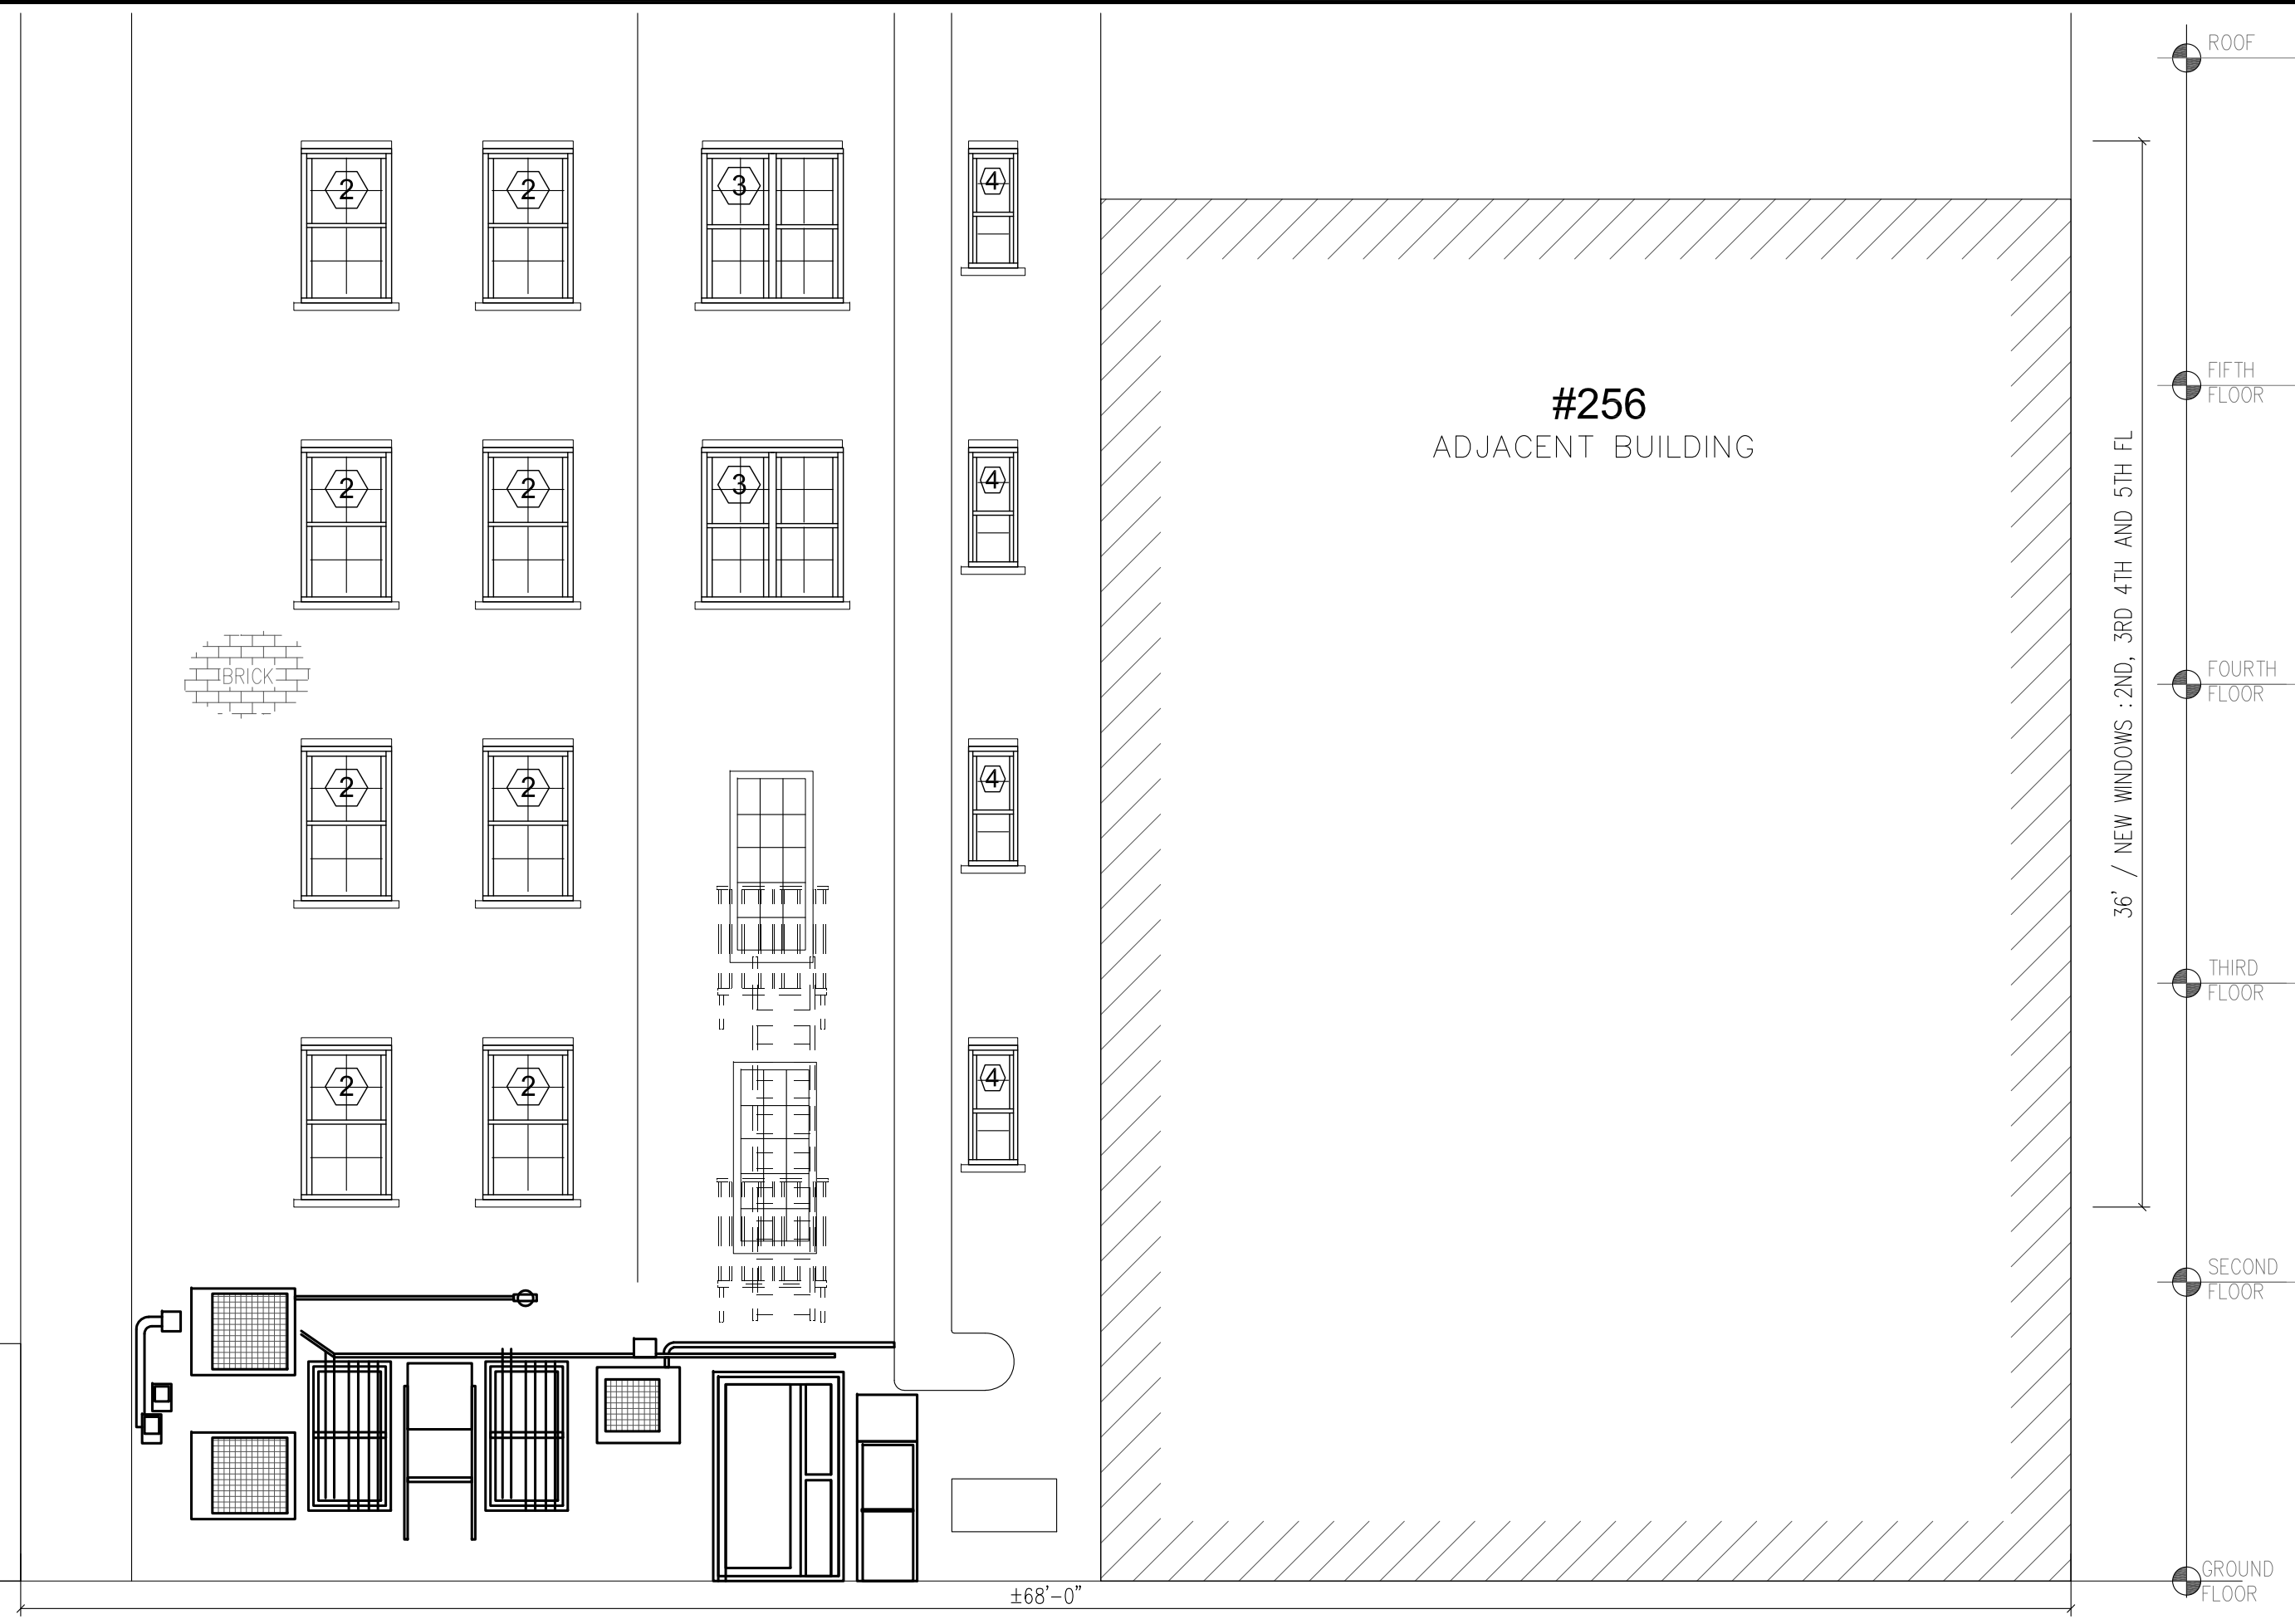 ROOF
2
2
3
4
FIFTH
FLOOR
#256
ADJACENT BUILDING
2
2
3
4
36' / NEW WINDOWS :2ND, 3RD 4TH AND 5TH FL
BRICK
FOURTH
FLOOR
2
2
4
THIRD
FLOOR
2
2
4
SECOND
FLOOR
GROUND
FLOOR
±68'-0"